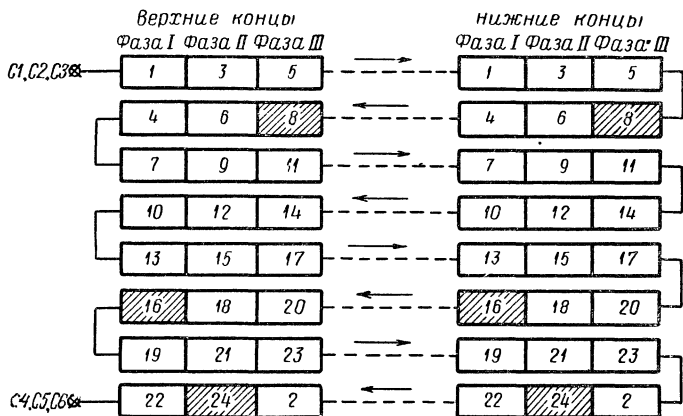 Верхние концы нижние концы
Фаза I Фаза II Фаза III Фаза I Фаза II Фаза III
С1,С2,С3 1 3 5 1 3 5
4 6 8 4 6 8
7 9 11 7 9 11
10 12 14 10 12 14
13 15 17 13 15 17
16 18 20 16 18 20
19 21 23 19 21 23
С4,С5,С6 22 24 2 22 24 2